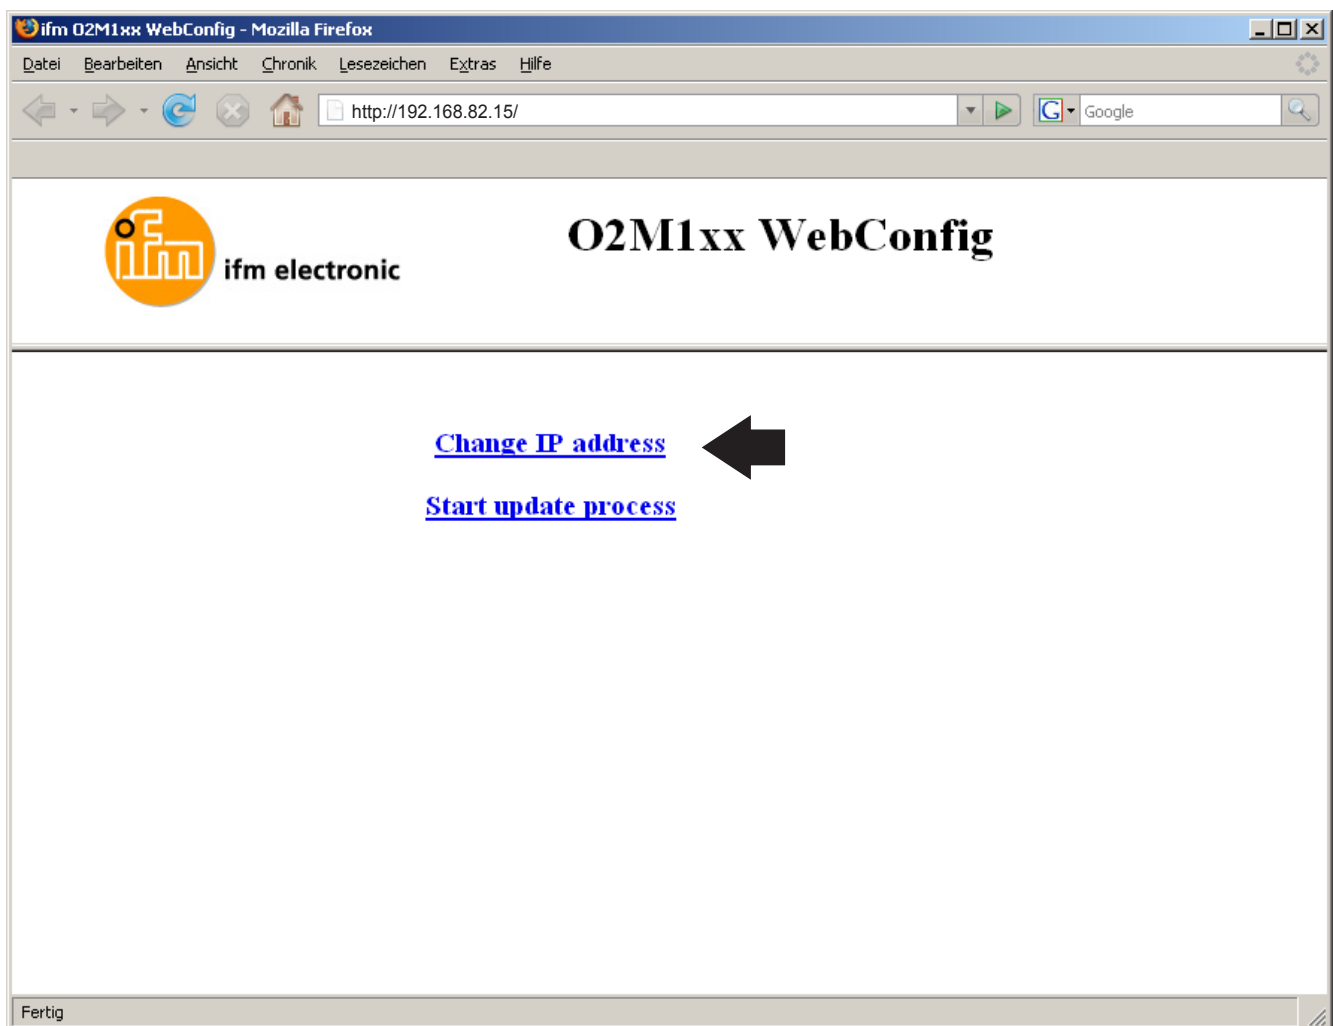 ifm O2M1xx WebConfig - Mozilla Firefox
Datei Bearbeiten Ansicht Chronik Lesezeichen Extras Hilfe
http://192.168.82.15/
G Google
ifm
ifm electronic
O2M1xx WebConfig
Change IP address
Start update process
Fertig